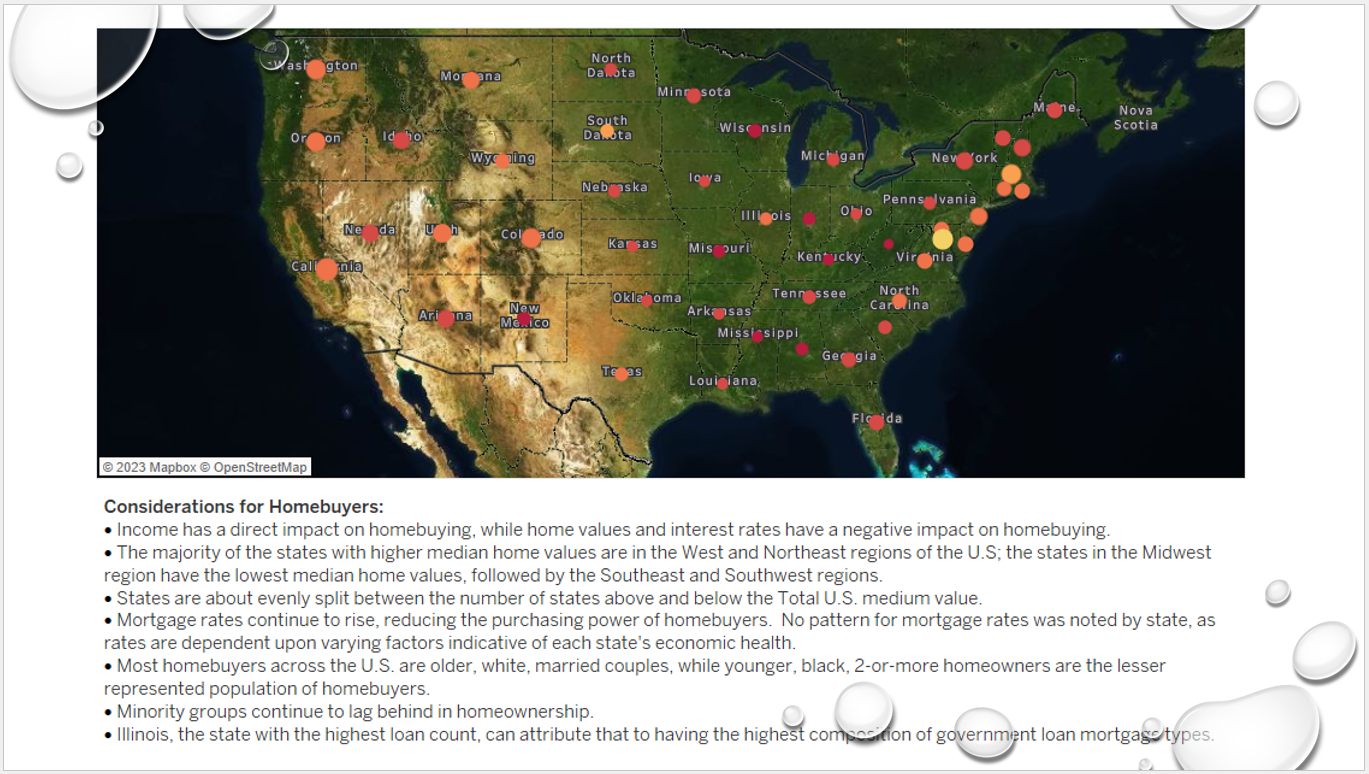 Washington
Montana
North
Dakota
Minnesota
Maine
Nova
Scotia
Oregon
Idaho
South
Dakota
Wisconsin
Wyoming
Michigan
New York
Nebraska
Iowa
Pennsylvania
Illinois
Ohio
Nevada
Utah
Colorado
Kansas
Missouri
Kentucky
Virginia
California
Oklahoma
Tennessee
North
Carolina
Arizona
New
Mexico
Arkansas
Mississippi
Georgia
Texas
Louisiana
Florida
© 2023 Mapbox © OpenStreetMap
Considerations for Homebuyers:
• Income has a direct impact on homebuying, while home values and interest rates have a negative impact on homebuying.
• The majority of the states with higher median home values are in the West and Northeast regions of the U.S; the states in the Midwest
region have the lowest median home values, followed by the Southeast and Southwest regions.
• States are about evenly split between the number of states above and below the Total U.S. medium value.
• Mortgage rates continue to rise, reducing the purchasing power of homebuyers.  No pattern for mortgage rates was noted by state, as
rates are dependent upon varying factors indicative of each state's economic health.
• Most homebuyers across the U.S. are older, white, married couples, while younger, black, 2-or-more homeowners are the lesser
represented population of homebuyers.
• Minority groups continue to lag behind in homeownership.
• Illinois, the state with the highest loan count, can attribute that to having the highest composition of government loan mortgage types.